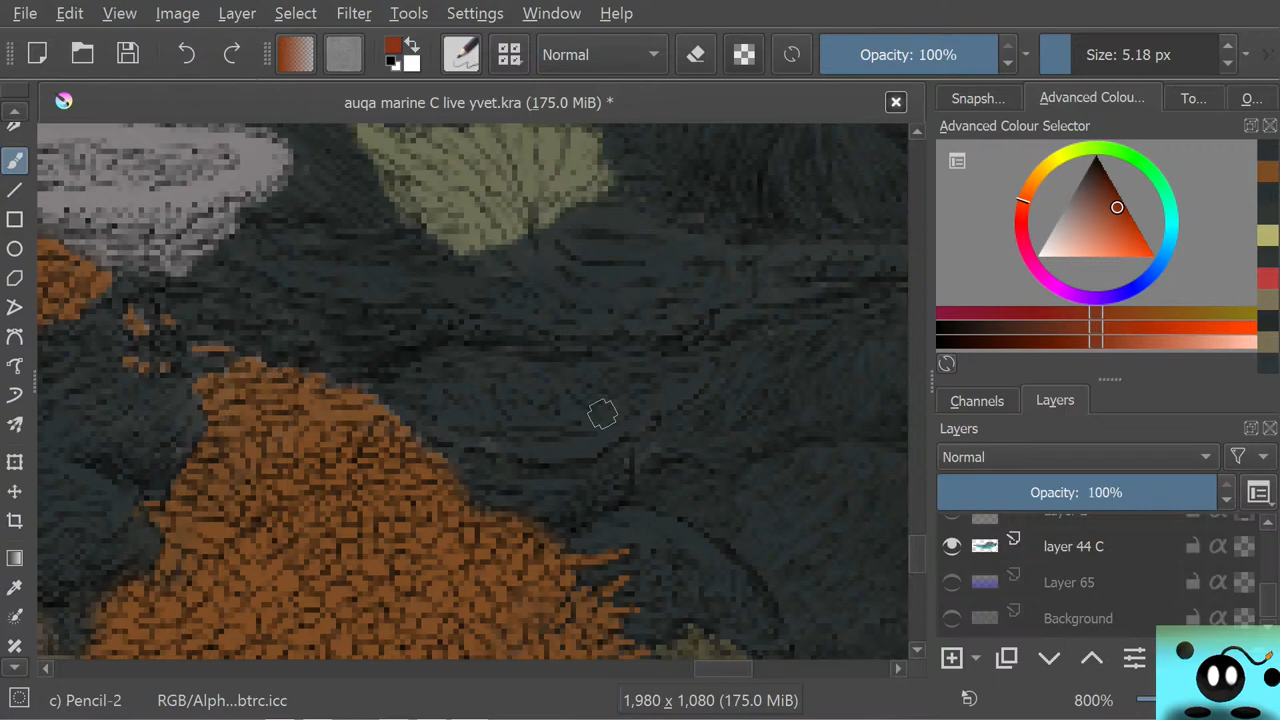 File Edit View Image Layer Select Filter Tools Settings Window Help
Normal Opacity: 100% Size: 5.18 px
auqa marine C live yvet.kra (175.0 MiB) *
Snapsh... Advanced Colou... To... O...
Advanced Colour Selector
Channels Layers
Layers
Normal
Opacity: 100%
layer 44 C
Layer 65
Background
c) Pencil-2 RGB/Alph...btrc.icc 1,980 x 1,080 (175.0 MiB) 800%